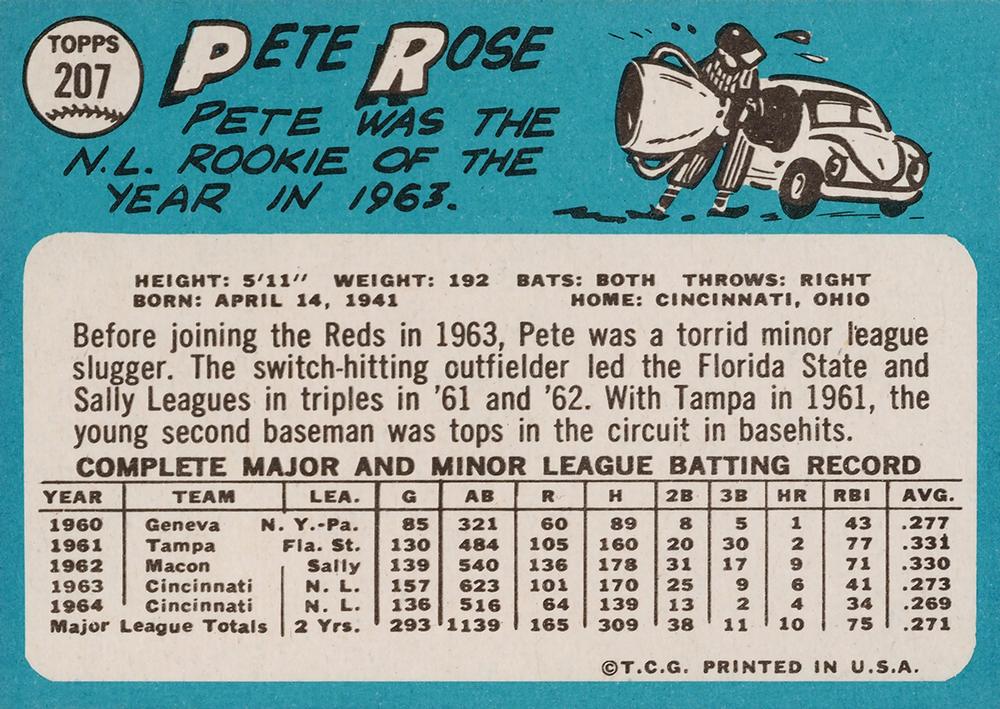 TOPPS
207
PETE ROSE
PETE WAS THE
N.L. ROOKIE OF THE
YEAR IN 1963.
HEIGHT: 5'11" WEIGHT: 192 BATS: BOTH THROWS: RIGHT
BORN: APRIL 14, 1941 HOME: CINCINNATI, OHIO
Before joining the Reds in 1963, Pete was a torrid minor league
slugger. The switch-hitting outfielder led the Florida State and
Sally Leagues in triples in '61 and '62. With Tampa in 1961, the
young second baseman was tops in the circuit in basehits.
COMPLETE MAJOR AND MINOR LEAGUE BATTING RECORD
YEAR TEAM LEA. G AB R H 2B 3B HR RBI AVG.
1960 Geneva N. Y.-Pa. 85 321 60 89 8 5 1 43 .277
1961 Tampa Fla. St. 130 484 105 160 20 30 2 77 .331
1962 Macon Sally 139 540 136 178 31 17 9 71 .330
1963 Cincinnati N. L. 157 623 101 170 25 9 6 41 .273
1964 Cincinnati N. L. 136 516 64 139 13 2 4 34 .269
Major League Totals 2 Yrs. 293 1139 165 309 38 11 10 75 .271
©T.C.G. PRINTED IN U.S.A.